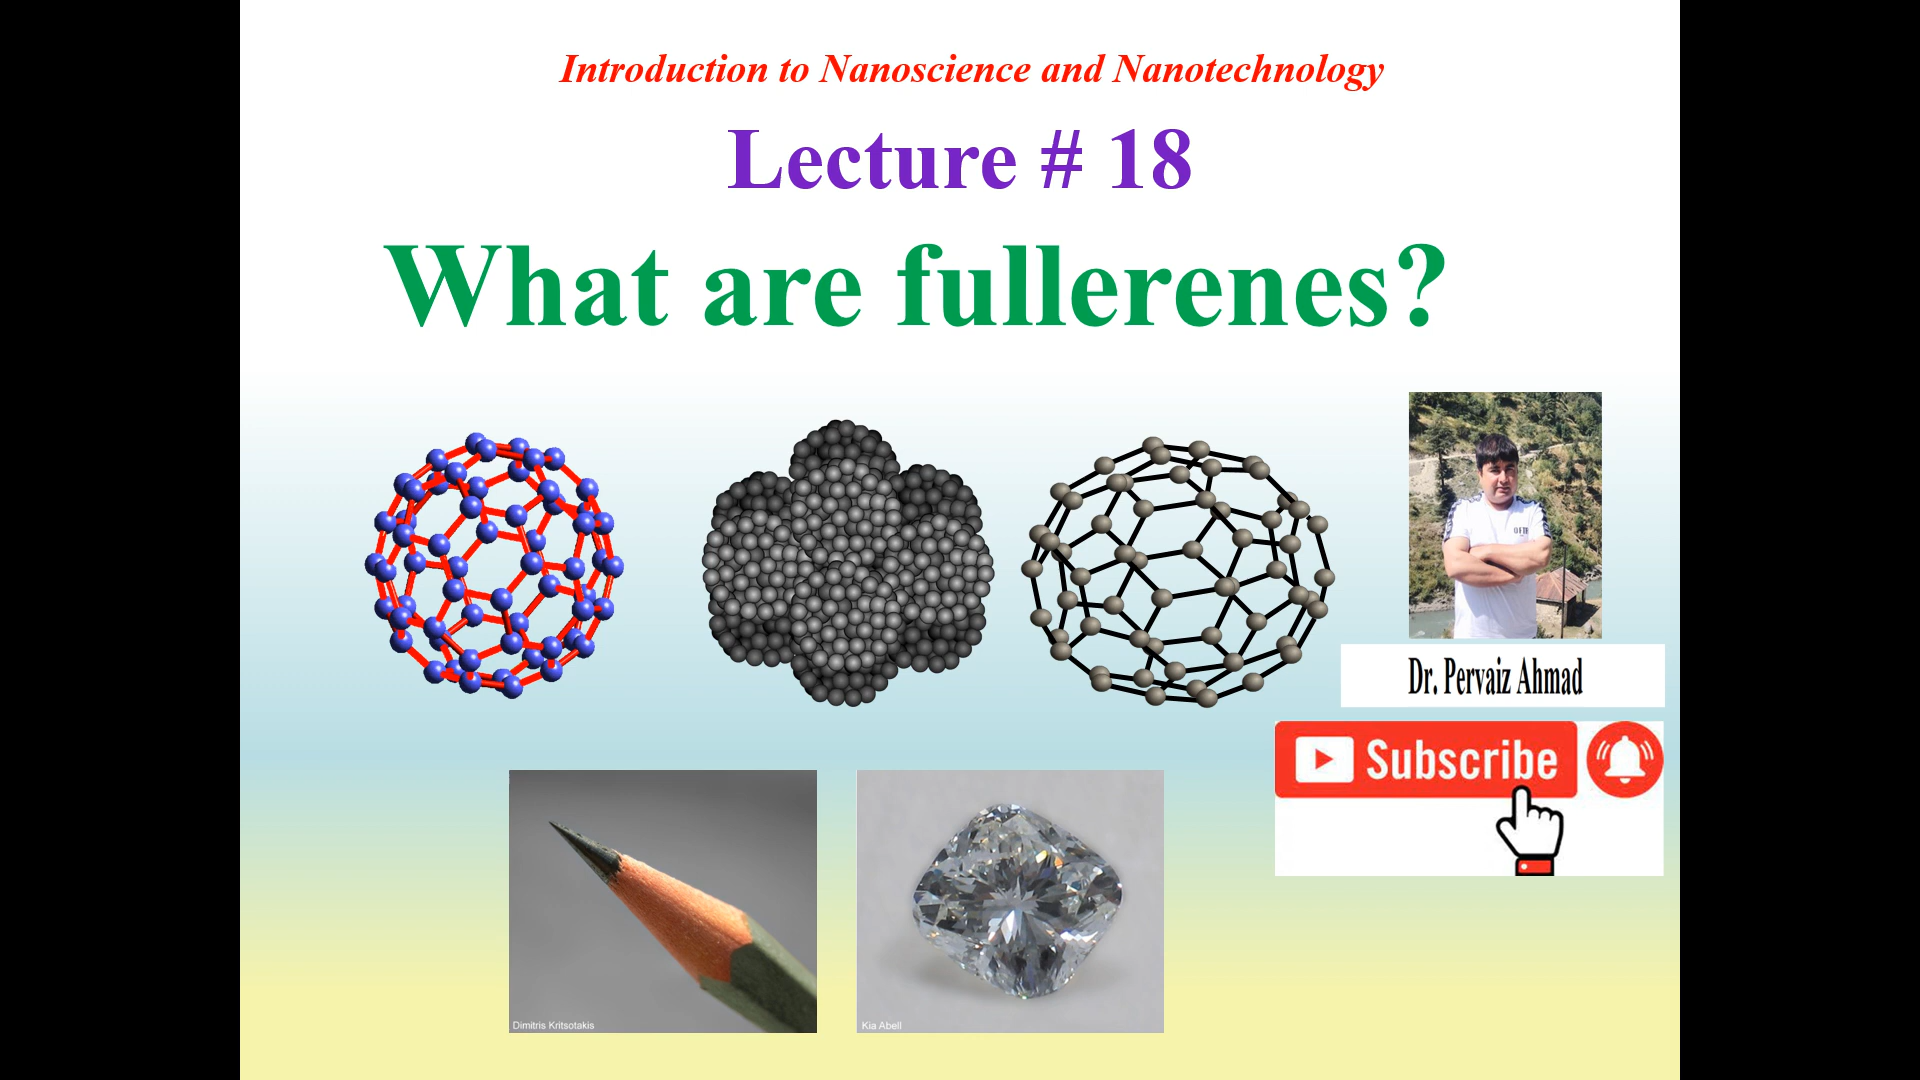 Introduction to Nanoscience and Nanotechnology
Lecture # 18
What are fullerenes?
Dr. Pervaiz Ahmad
Subscribe
Dimitris Kritsotakis
Kia Abell